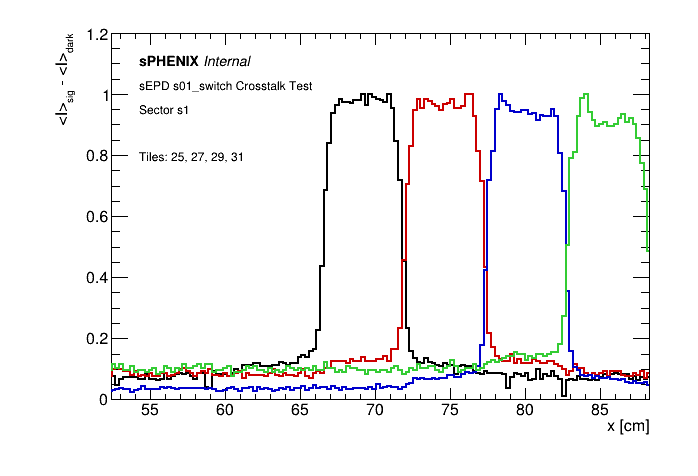 <I>sig - <I>dark
1.2
1
0.8
0.6
0.4
0.2
0
sPHENIX Internal
sEPD s01_switch Crosstalk Test
Sector s1
Tiles: 25, 27, 29, 31
55 60 65 70 75 80 85
x [cm]